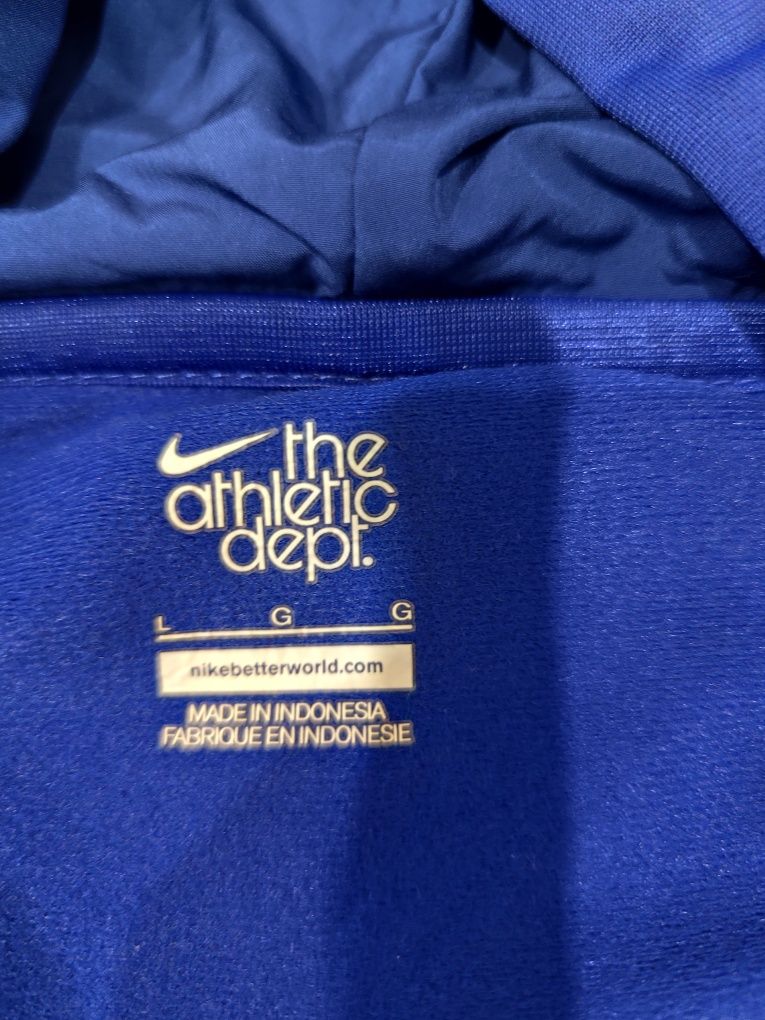 the
athletic
dept.
L G G
nikebetterworld.com
MADE IN INDONESIA
FABRIQUE EN INDONESIE